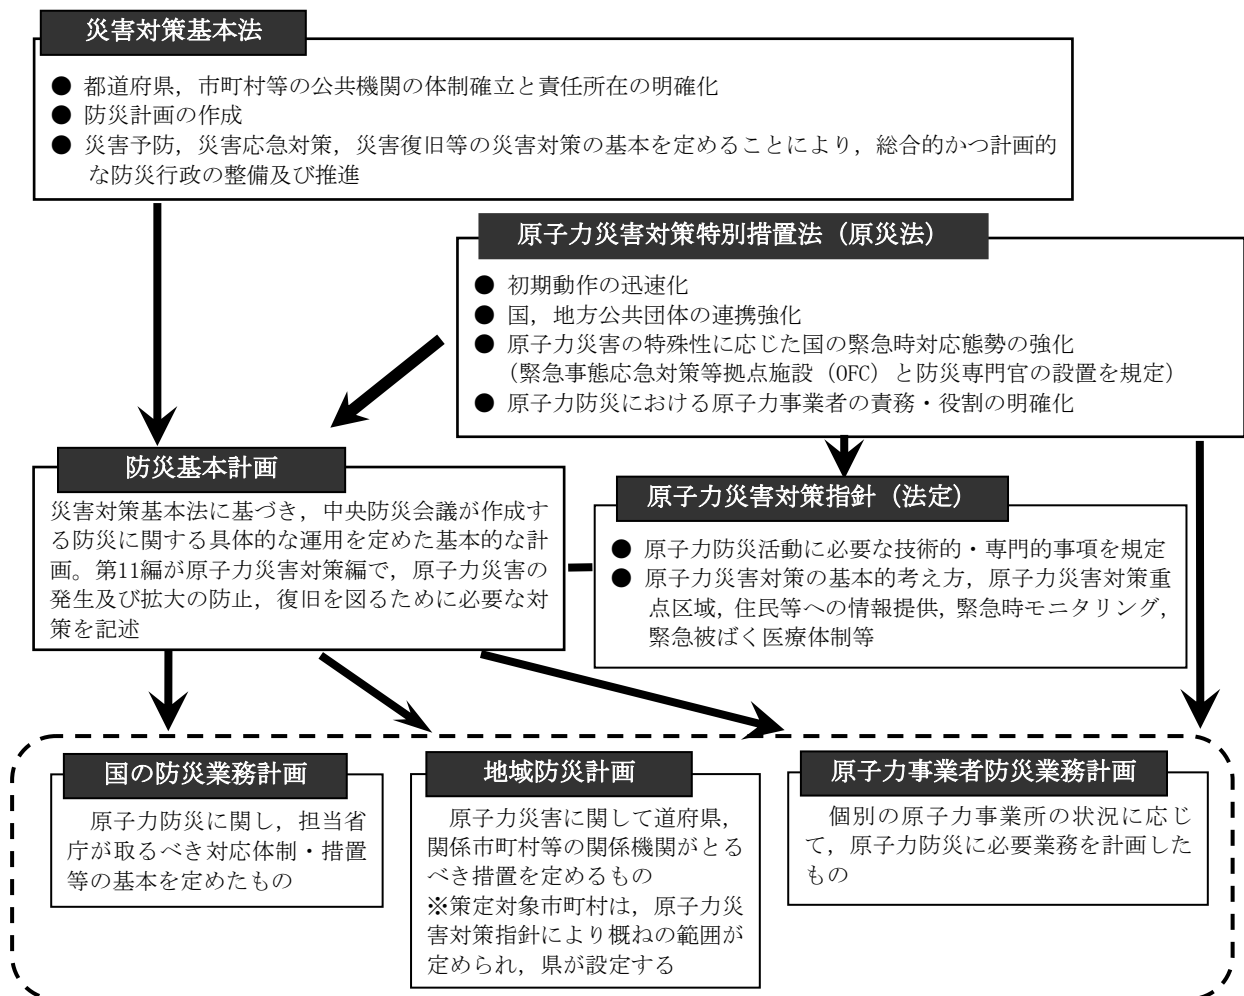 災害対策基本法
● 都道府県，市町村等の公共機関の体制確立と責任所在の明確化
● 防災計画の作成
● 災害予防，災害応急対策，災害復旧等の災害対策の基本を定めることにより，総合的かつ計画的
な防災行政の整備及び推進
原子力災害対策特別措置法（原災法）
● 初期動作の迅速化
● 国，地方公共団体の連携強化
● 原子力災害の特殊性に応じた国の緊急時対応態勢の強化
（緊急事態応急対策等拠点施設（OFC）と防災専門官の設置を規定）
● 原子力防災における原子力事業者の責務・役割の明確化
防災基本計画
災害対策基本法に基づき，中央防災会議が作成す
る防災に関する具体的な運用を定めた基本的な計
画。第11編が原子力災害対策編で，原子力災害の
発生及び拡大の防止，復旧を図るために必要な対
策を記述
原子力災害対策指針（法定）
● 原子力防災活動に必要な技術的・専門的事項を規定
● 原子力災害対策の基本的考え方，原子力災害対策重
点区域，住民等への情報提供，緊急時モニタリング，
緊急被ばく医療体制等
国の防災業務計画
原子力防災に関し，担当省
庁が取るべき対応体制・措置
等の基本を定めたもの
地域防災計画
原子力災害に関して道府県，
関係市町村等の関係機関がとる
べき措置を定めるもの
※策定対象市町村は，原子力災
害対策指針により概ねの範囲が
定められ，県が設定する
原子力事業者防災業務計画
個別の原子力事業所の状況に応じ
て，原子力防災に必要業務を計画した
もの